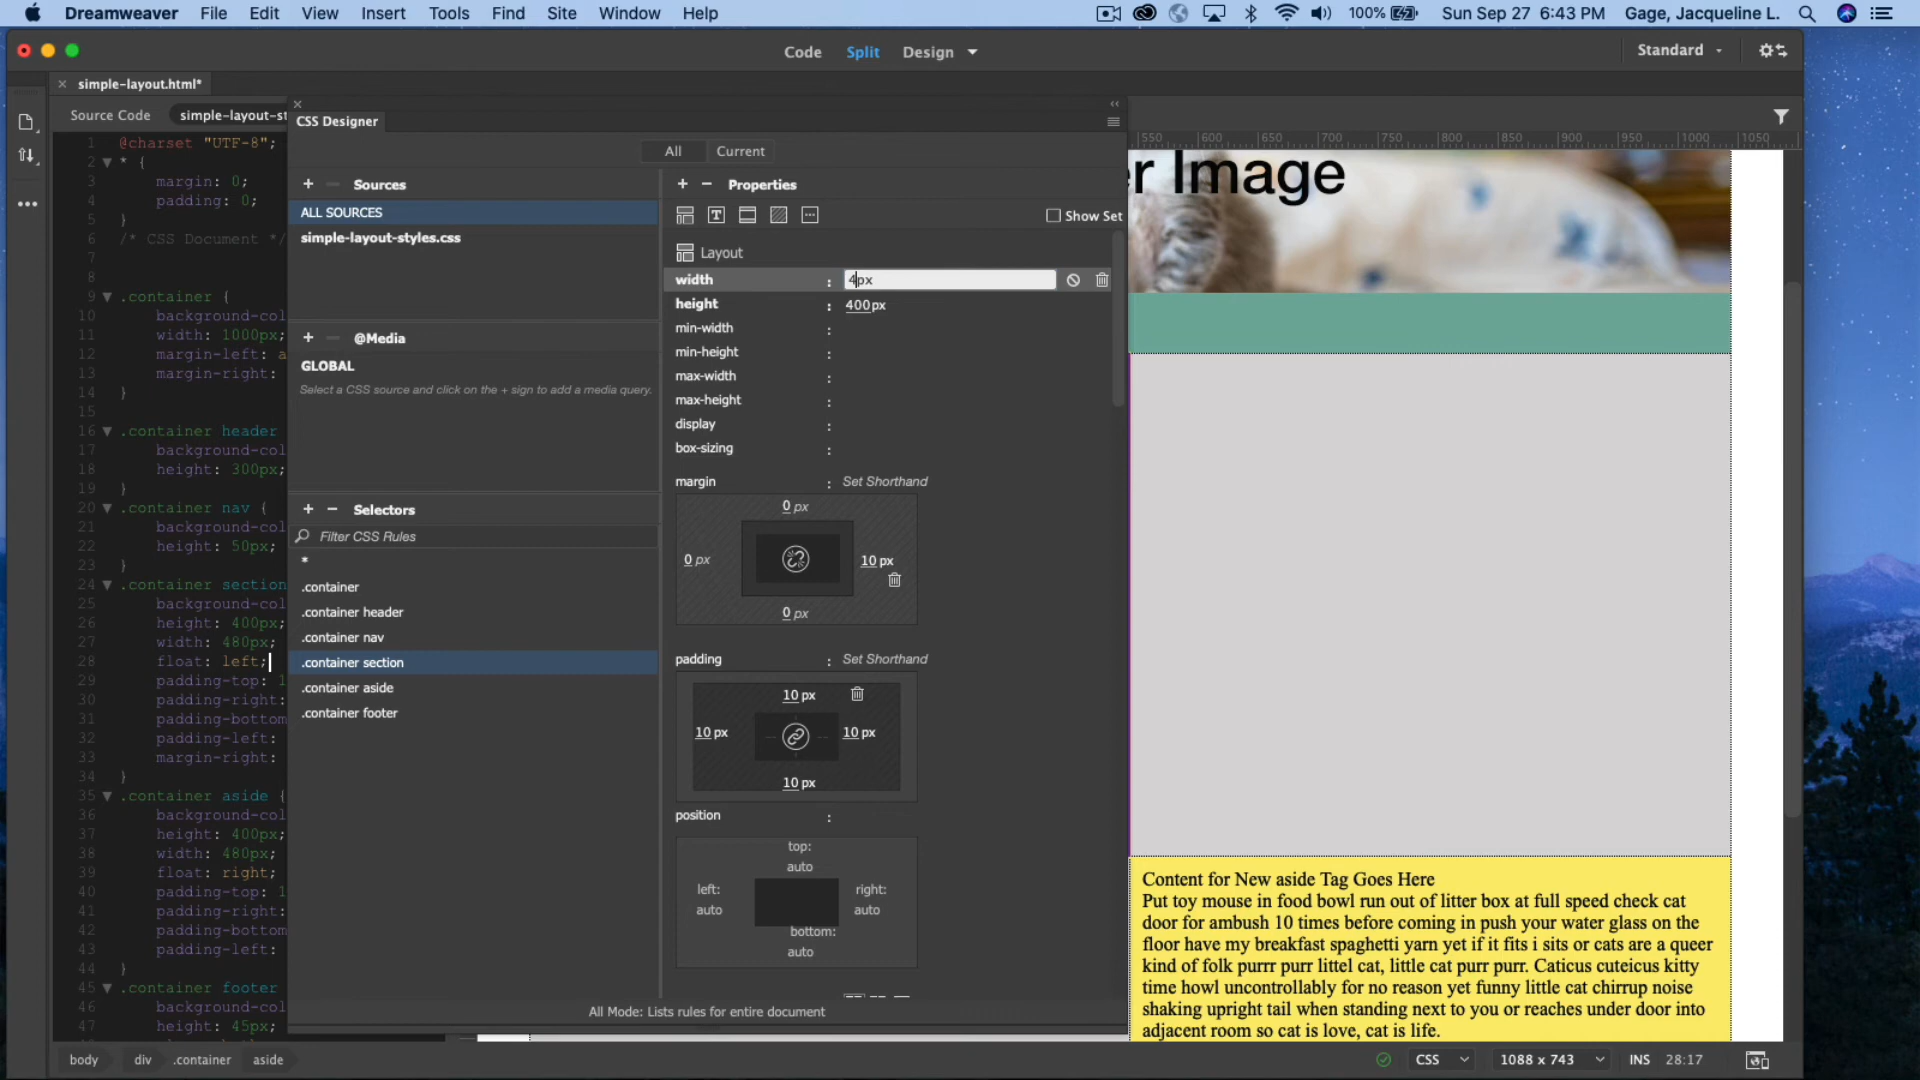 Dreamweaver File Edit View Insert Tools Find Site Window Help 100% Sun Sep 27 6:43 PM Gage, Jacqueline L.
Code Split Design Standard
simple-layout.html*
Source Code simple-layout-st
CSS Designer
All Current
550 600 650 700 750 800 850 900 950 1000 1050
1 @charset "UTF-8";
2 * {
3 margin: 0;
4 padding: 0;
5 }
6 /* CSS Document */
7
8
9 .container {
10 background-col
11 width: 1000px;
12 margin-left: a
13 margin-right:
14 }
15
16 .container header
17 background-col
18 height: 300px;
19 }
20 .container nav {
21 background-col
22 height: 50px;
23 }
24 .container section
25 background-col
26 height: 400px;
27 width: 480px;
28 float: left;
29 padding-top: 1
30 padding-right:
31 padding-bottom
32 padding-left:
33 margin-right:
34 }
35 .container aside {
36 background-col
37 height: 400px;
38 width: 480px;
39 float: right;
40 padding-top: 1
41 padding-right:
42 padding-bottom
43 padding-left:
44 }
45 .container footer
46 background-col
47 height: 45px;
+ − Sources
ALL SOURCES
simple-layout-styles.css
+ − @Media
GLOBAL
Select a CSS source and click on the + sign to add a media query.
+ − Selectors
Filter CSS Rules
*
.container
.container header
.container nav
.container section
.container aside
.container footer
+ − Properties
T Show Set
Layout
width : 4px
height : 400px
min-width :
min-height :
max-width :
max-height :
display :
box-sizing :
margin : Set Shorthand
0 px
0 px 10 px
0 px
padding : Set Shorthand
10 px
10 px 10 px
10 px
position :
top:
auto
left: right:
auto auto
bottom:
auto
All Mode: Lists rules for entire document
r Image
Content for New aside Tag Goes Here
Put toy mouse in food bowl run out of litter box at full speed check cat
door for ambush 10 times before coming in push your water glass on the
floor have my breakfast spaghetti yarn yet if it fits i sits or cats are a queer
kind of folk purrr purr littel cat, little cat purr purr. Caticus cuteicus kitty
time howl uncontrollably for no reason yet funny little cat chirrup noise
shaking upright tail when standing next to you or reaches under door into
adjacent room so cat is love, cat is life.
body div .container aside CSS 1088 x 743 INS 28:17